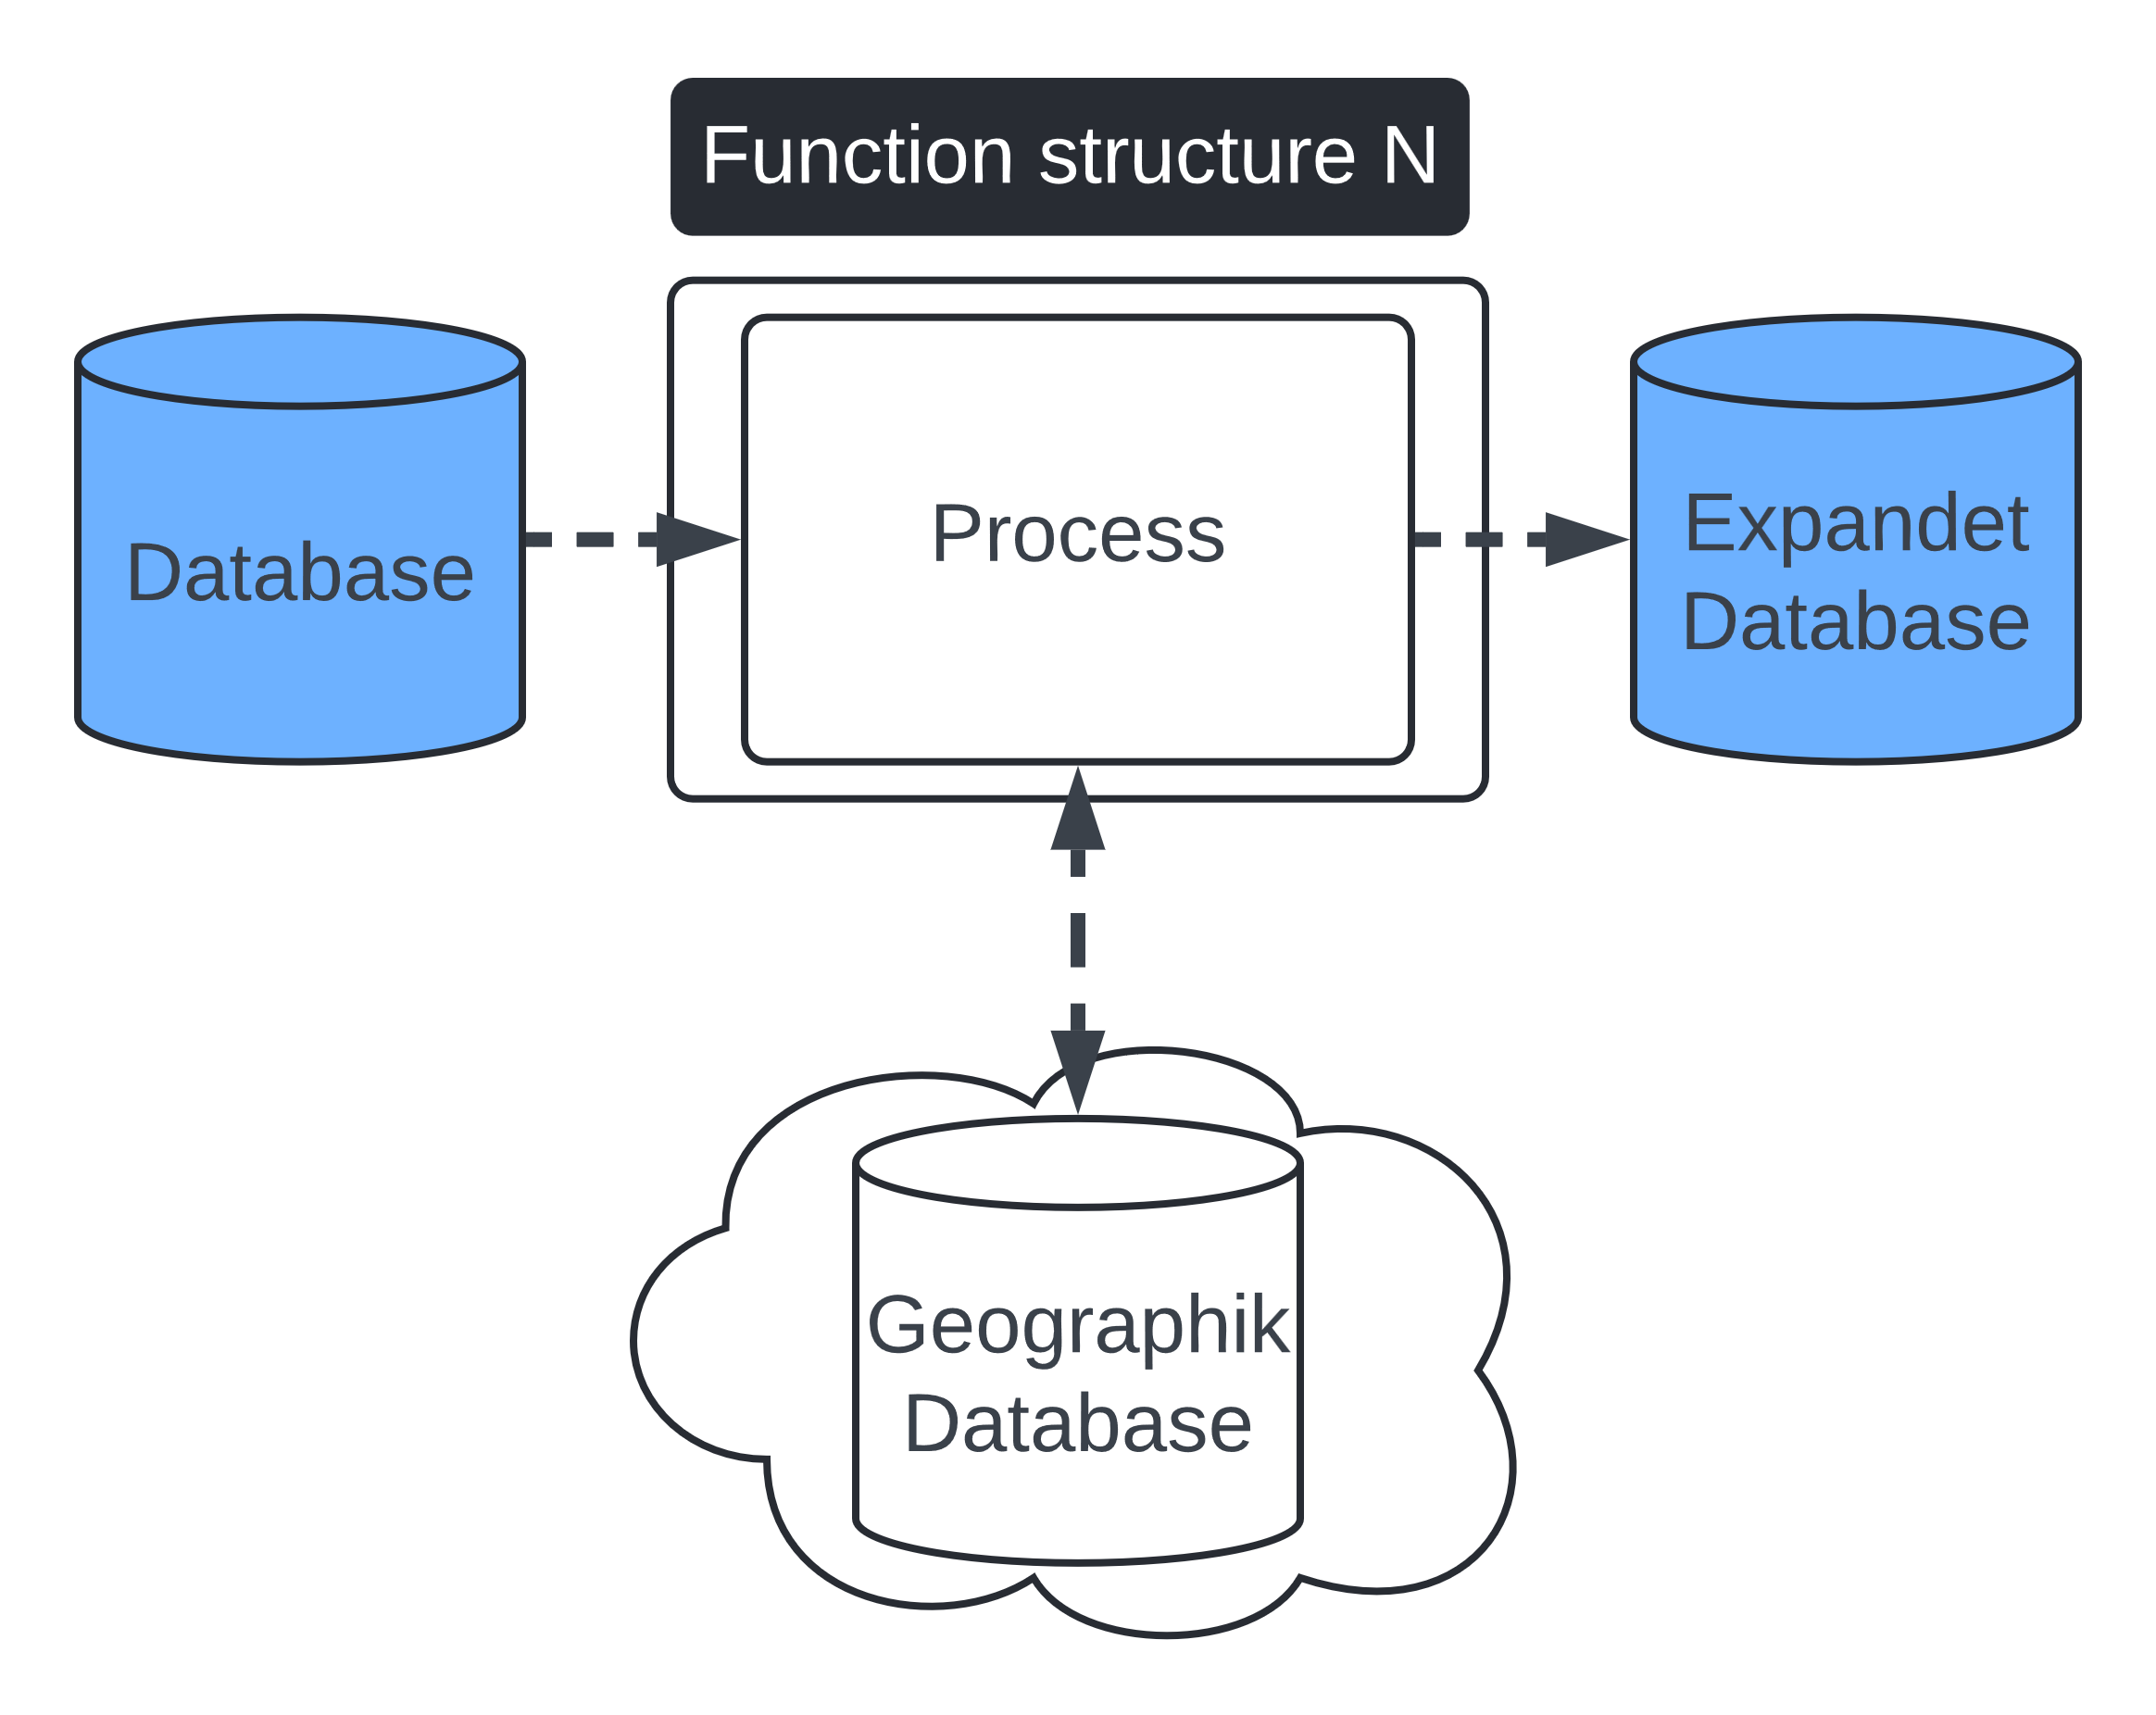 Function structure N
Database
Process
Expandet
Database
Geographik
Database